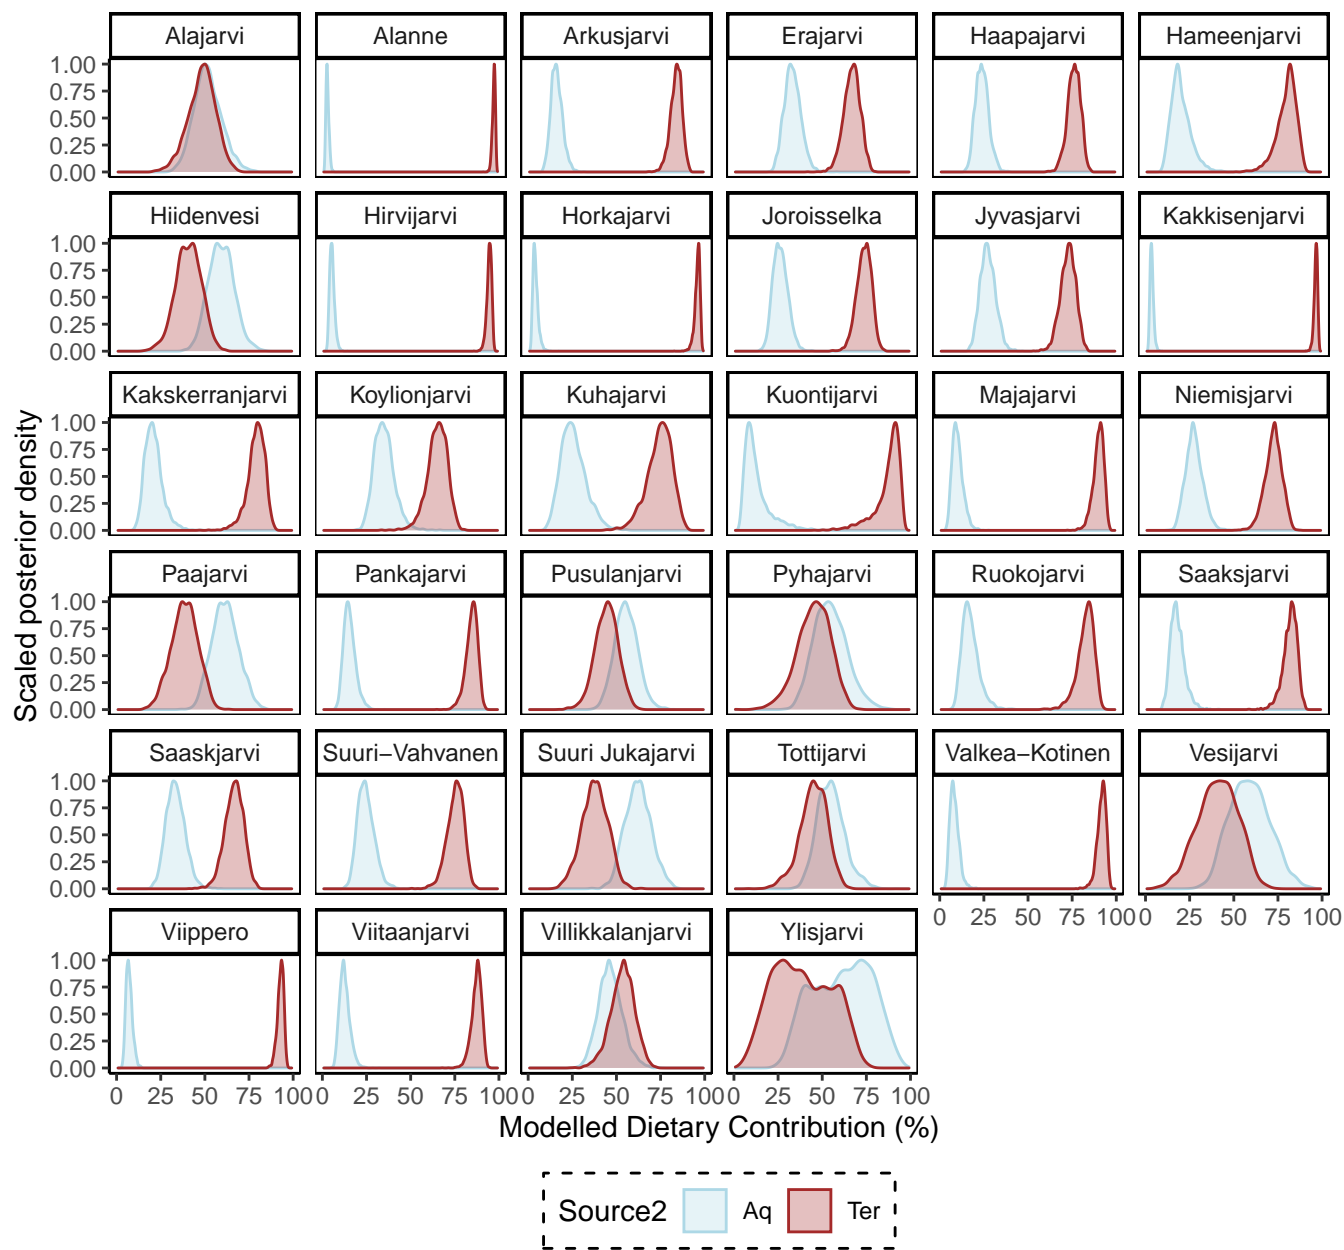 Alajarvi Alanne Arkusjarvi Erajarvi Haapajarvi Hameenjarvi
1.00
0.75
0.50
0.25
0.00
Hiidenvesi Hirvijarvi Horkajarvi Joroisselka Jyvasjarvi Kakkisenjarvi
1.00
0.75
0.50
0.25
0.00
Kakskerranjarvi Koylionjarvi Kuhajarvi Kuontijarvi Majajarvi Niemisjarvi
1.00
0.75
0.50
0.25
0.00
Scaled posterior density
Paajarvi Pankajarvi Pusulanjarvi Pyhajarvi Ruokojarvi Saaksjarvi
1.00
0.75
0.50
0.25
0.00
Saaskjarvi Suuri−Vahvanen Suuri Jukajarvi Tottijarvi Valkea−Kotinen Vesijarvi
1.00
0.75
0.50
0.25
0.00
0 25 50 75 100 0 25 50 75 100
Viippero Viitaanjarvi Villikkalanjarvi Ylisjarvi
1.00
0.75
0.50
0.25
0.00
0 25 50 75 100 0 25 50 75 100 0 25 50 75 100 0 25 50 75 100
Modelled Dietary Contribution (%)
Source2 Aq Ter